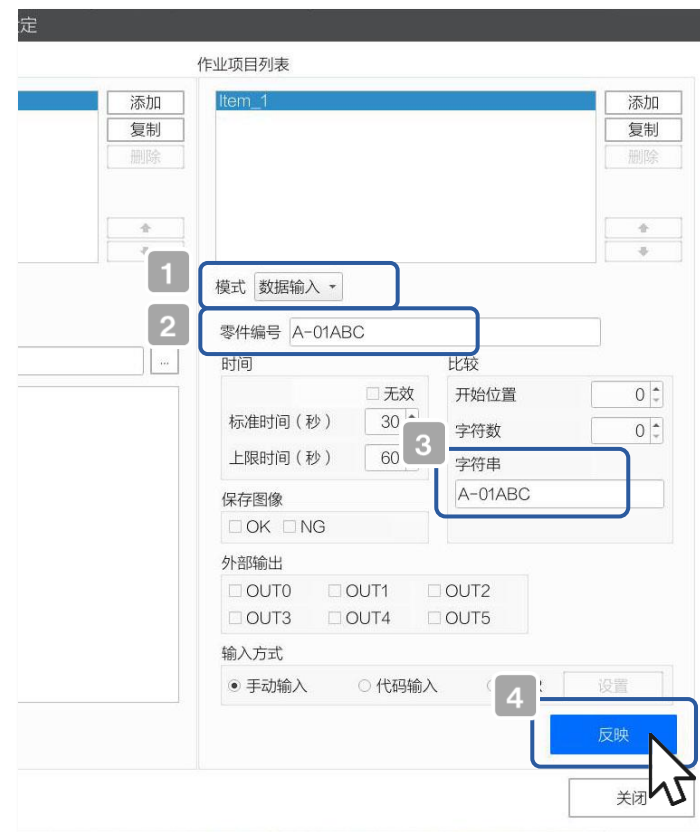 定
作业项目列表
添加
复制
删除
Item_1
添加
复制
删除
1
模式 数据输入
2
零件编号 A-01ABC
...
时间
无效
标准时间（秒） 30
上限时间（秒） 60
比较
开始位置 0
字符数 0
3
字符串
A-01ABC
保存图像
OK NG
外部输出
OUT0 OUT1 OUT2
OUT3 OUT4 OUT5
输入方式
手动输入 代码输入 设置
4
反映
关闭